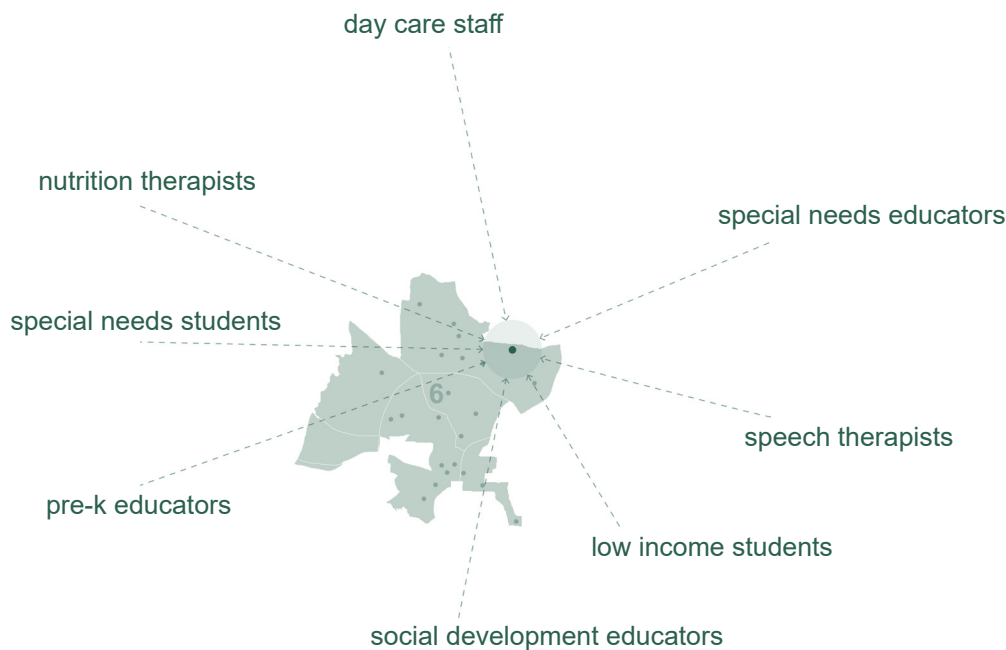 day care staff
nutrition therapists
special needs educators
special needs students
6
speech therapists
pre-k educators
low income students
social development educators